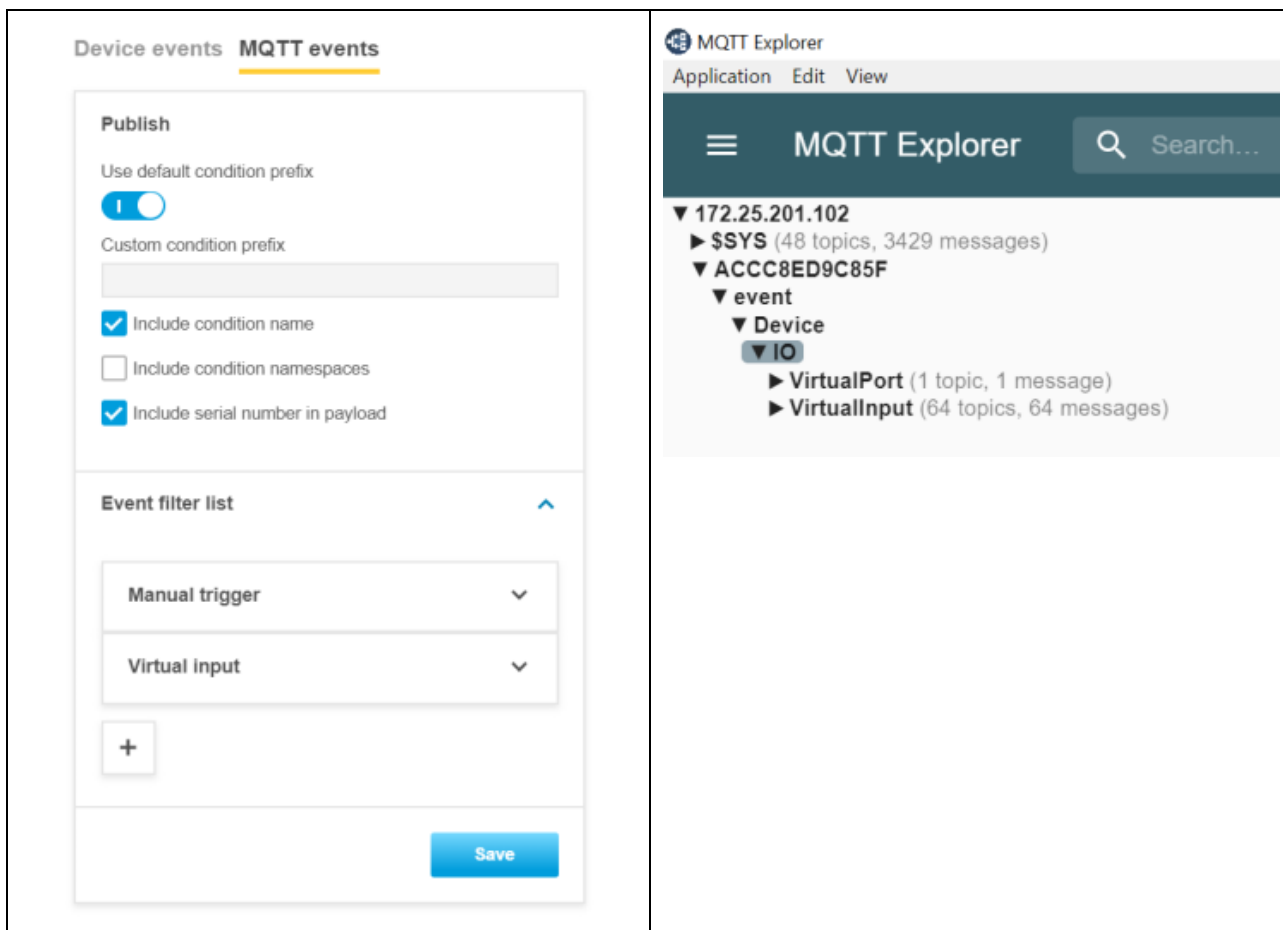 Device events MQTT events
Publish
Use default condition prefix
Custom condition prefix
Include condition name
Include condition namespaces
Include serial number in payload
Event filter list
Manual trigger
Virtual input
+
Save
MQTT Explorer
Application Edit View
MQTT Explorer
Search...
▼ 172.25.201.102
▶ $SYS (48 topics, 3429 messages)
▼ ACCC8ED9C85F
▼ event
▼ Device
▼ IO
▶ VirtualPort (1 topic, 1 message)
▶ VirtualInput (64 topics, 64 messages)